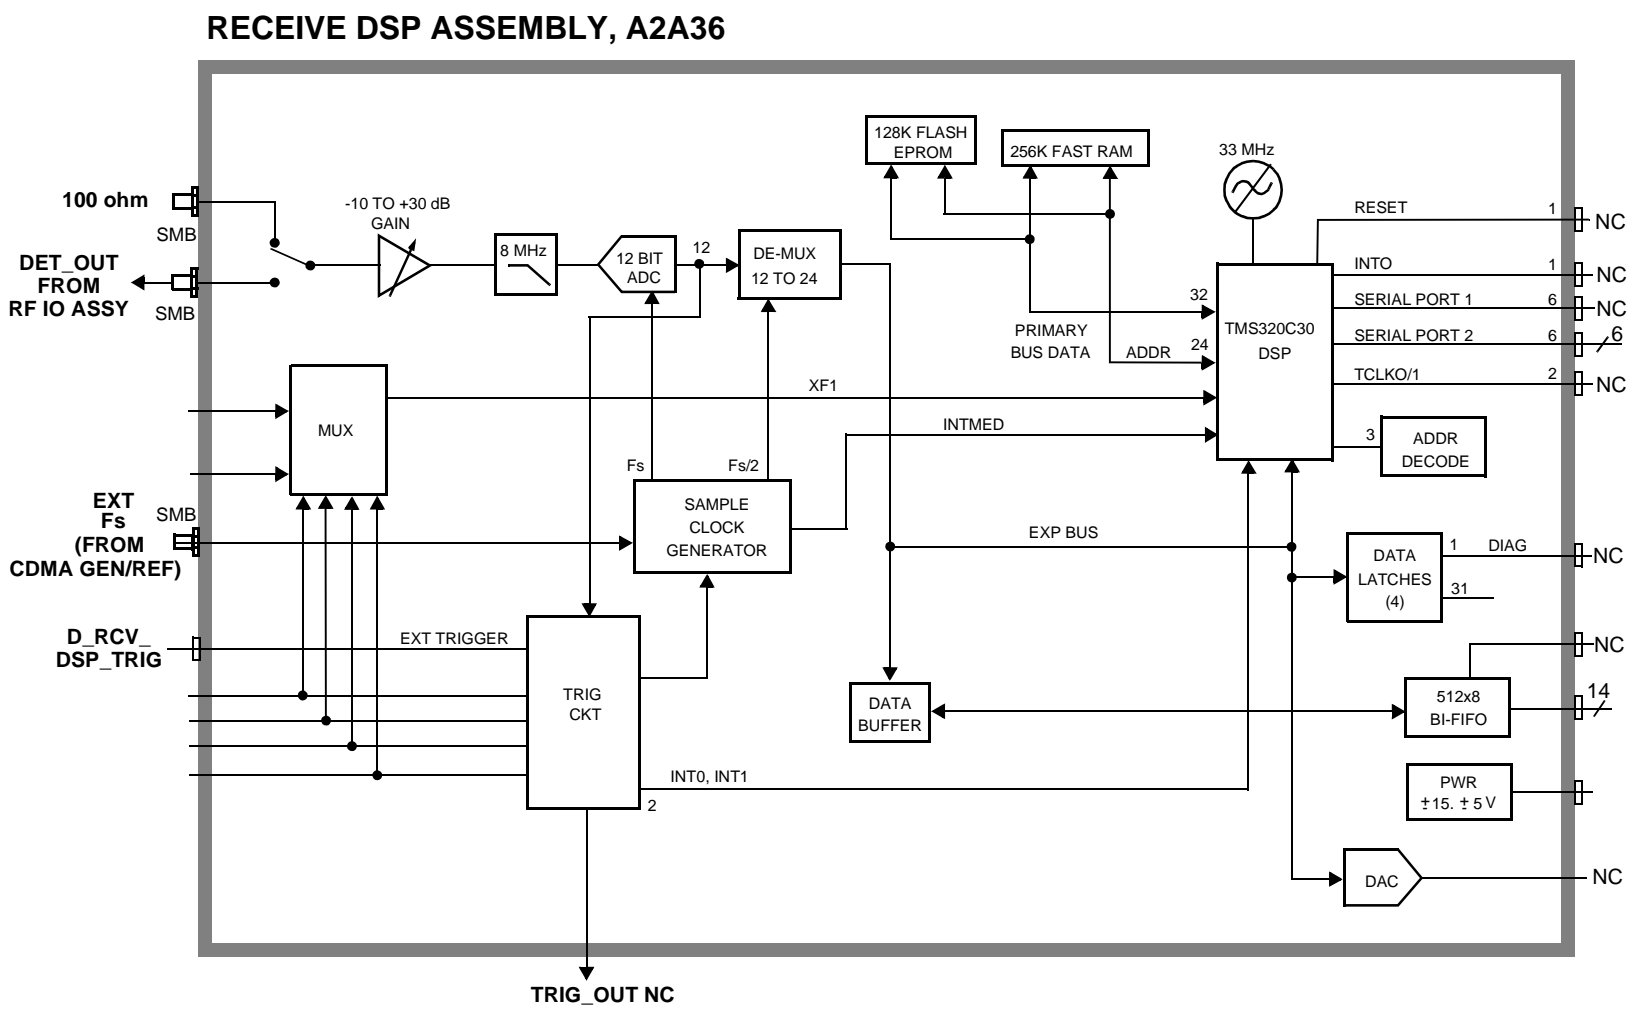 RECEIVE DSP ASSEMBLY, A2A36
100 ohm
SMB
DET_OUT
FROM
RF IO ASSY
SMB
-10 TO +30 dB
GAIN
8 MHz
12 BIT
ADC
12
DE-MUX
12 TO 24
128K FLASH
EPROM
256K FAST RAM
33 MHz
PRIMARY
BUS DATA
ADDR
32
24
TMS320C30
DSP
RESET
1
NC
INTO
1
NC
SERIAL PORT 1
6
NC
SERIAL PORT 2
6
6
TCLKO/1
2
NC
3
ADDR
DECODE
MUX
XF1
INTMED
Fs
Fs/2
SAMPLE
CLOCK
GENERATOR
EXT
Fs
(FROM
CDMA GEN/REF)
SMB
EXP BUS
DATA
LATCHES
(4)
1
DIAG
NC
31
D_RCV_
DSP_TRIG
EXT TRIGGER
TRIG
CKT
DATA
BUFFER
NC
512x8
BI-FIFO
14
INT0, INT1
2
PWR
±15. ± 5 V
DAC
NC
TRIG_OUT NC